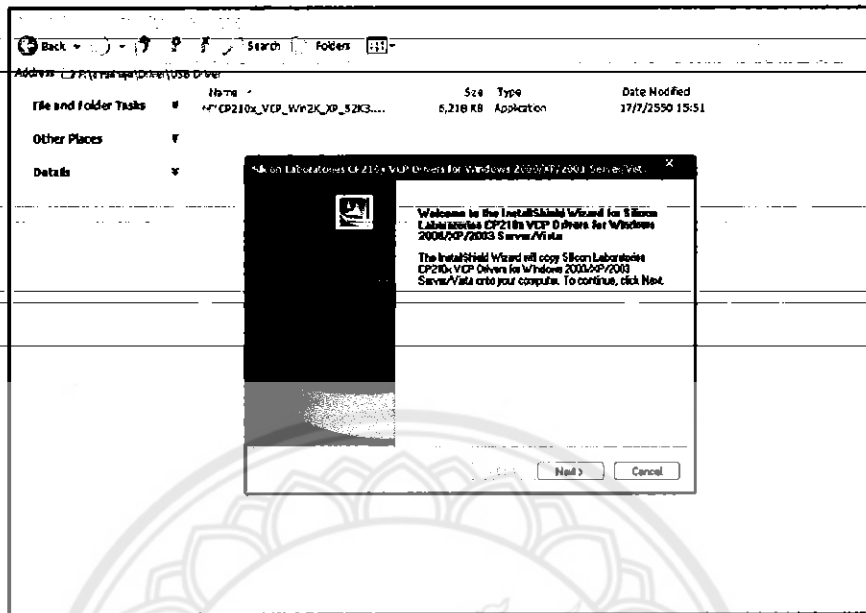 Back Search Folders
Address
Name Size Type Date Modified
File and Folder Tasks CP210x_VCP_Win2K_XP_S2K3.... 6,218 KB Application 17/7/2550 15:51
Other Places
Details
Silicon Laboratories CP210x VCP Drivers for Windows 2000/XP/2003 Server/Vist..
Welcome to the InstallShield Wizard for Silicon
Laboratories CP210x VCP Drivers for Windows
2000/XP/2003 Server/Vista
The InstallShield Wizard will copy Silicon Laboratories
CP210x VCP Drivers for Windows 2000/XP/2003
Server/Vista onto your computer. To continue, click Next.
Next > Cancel